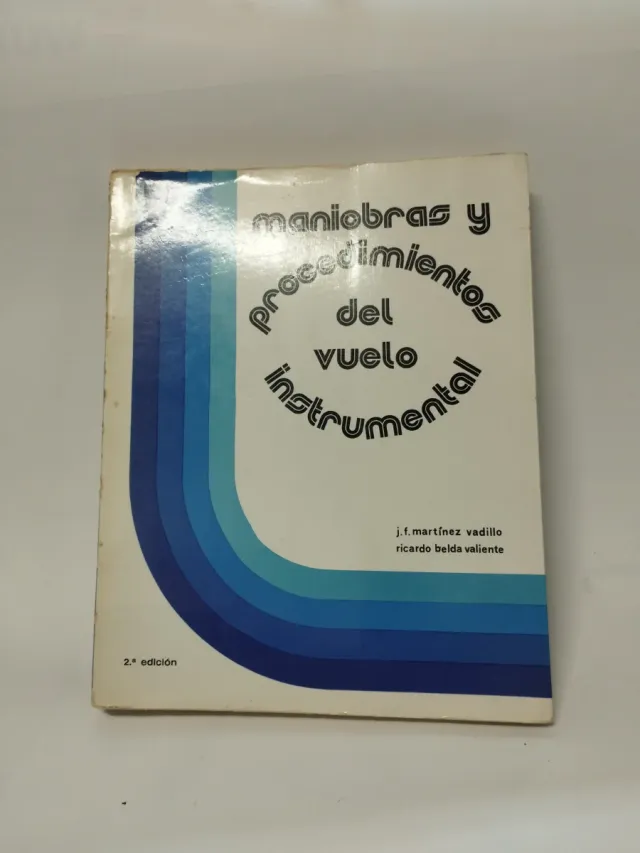 maniobras y
procedimientos
del
vuelo
instrumental
j.f. martínez vadillo
ricardo belda valiente
2.ª edición